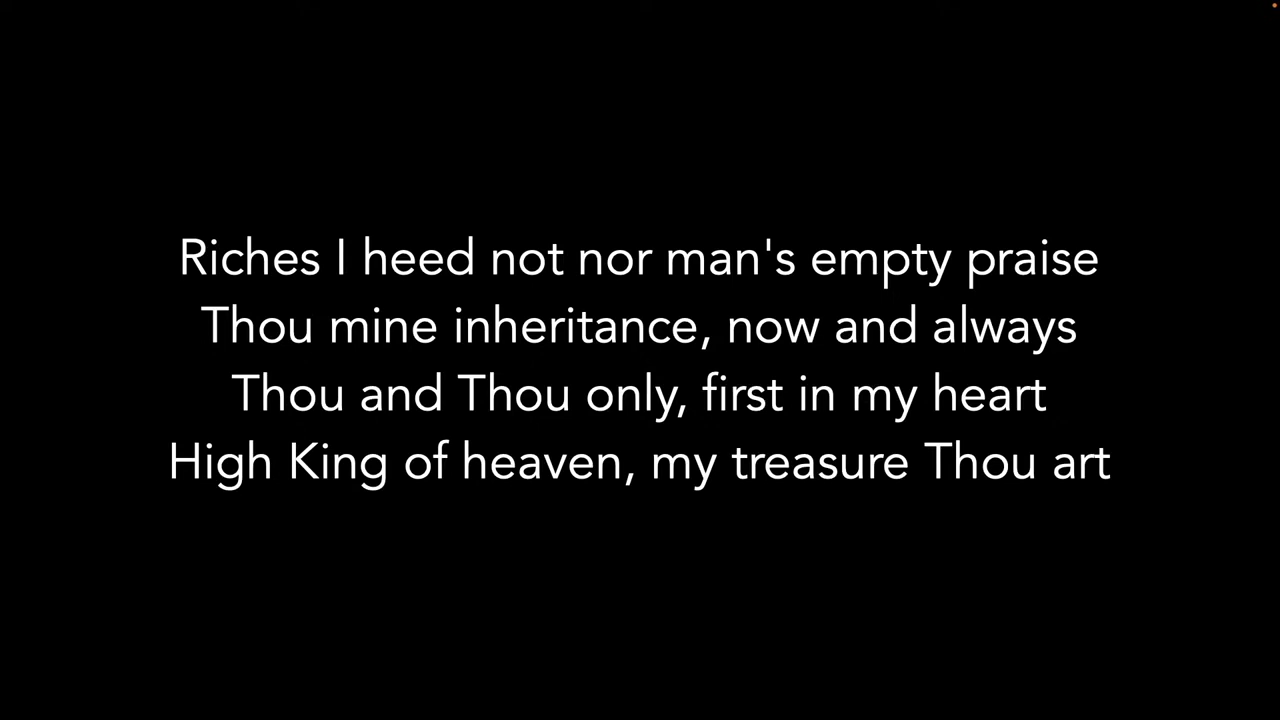 Riches I heed not nor man's empty praise
Thou mine inheritance, now and always
Thou and Thou only, first in my heart
High King of heaven, my treasure Thou art